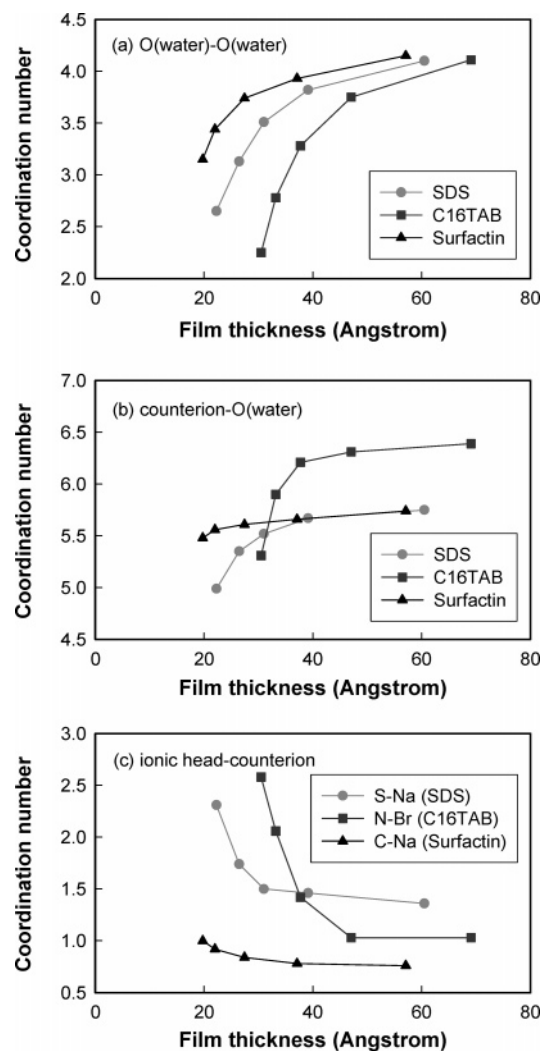 4.5
(a) O(water)-O(water)
4.0
3.5
3.0
2.5
2.0
Coordination number
SDS
C16TAB
Surfactin
0 20 40 60 80
Film thickness (Angstrom)
7.0
(b) counterion-O(water)
6.5
6.0
5.5
5.0
4.5
Coordination number
SDS
C16TAB
Surfactin
0 20 40 60 80
Film thickness (Angstrom)
3.0
(c) ionic head-counterion
2.5
2.0
1.5
1.0
0.5
Coordination number
S-Na (SDS)
N-Br (C16TAB)
C-Na (Surfactin)
0 20 40 60 80
Film thickness (Angstrom)